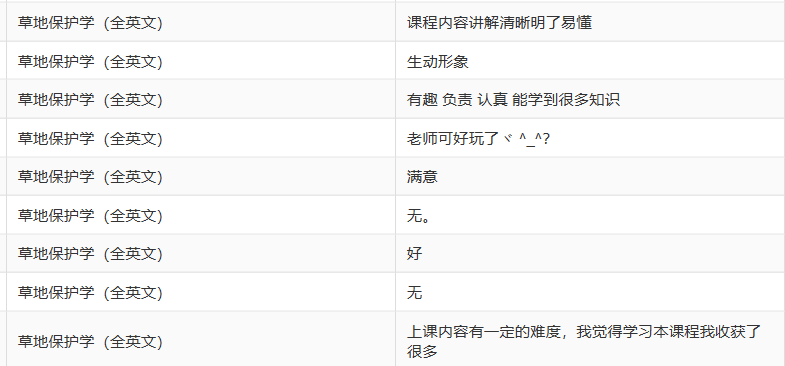 草地保护学（全英文） 课程内容讲解清晰明了易懂
草地保护学（全英文） 生动形象
草地保护学（全英文） 有趣 负责 认真 能学到很多知识
草地保护学（全英文） 老师可好玩了ヾ ^_^?
草地保护学（全英文） 满意
草地保护学（全英文） 无。
草地保护学（全英文） 好
草地保护学（全英文） 无
草地保护学（全英文） 上课内容有一定的难度，我觉得学习本课程我收获了
很多